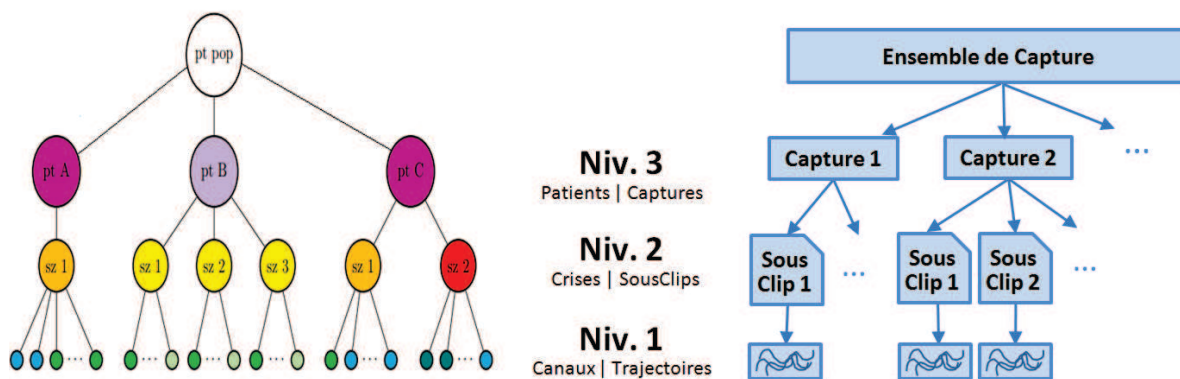 pt pop
pt A
pt B
pt C
sz 1
sz 1
sz 2
sz 3
sz 1
sz 2
... ... ... ... ... ...
Niv. 3
Patients | Captures
Niv. 2
Crises | SousClips
Niv. 1
Canaux | Trajectoires
Ensemble de Capture
Capture 1
Capture 2
...
Sous
Clip 1
...
Sous
Clip 1
Sous
Clip 2
...